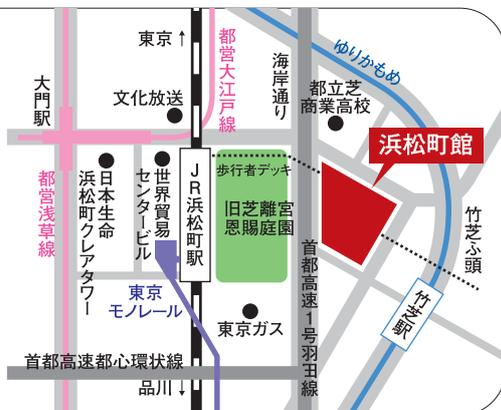 東京↑
都営大江戸線
海岸通り
ゆりかもめ
都立芝
商業高校
大門駅
文化放送
浜松町館
都営浅草線
日本生命
浜松町クレアタワー
世界貿易
センタービル
JR浜松町駅
歩行者デッキ
旧芝離宮
恩賜庭園
竹芝ふ頭
竹芝駅
首都高速1号羽田線
東京
モノレール
東京ガス
首都高速都心環状線
品川↓